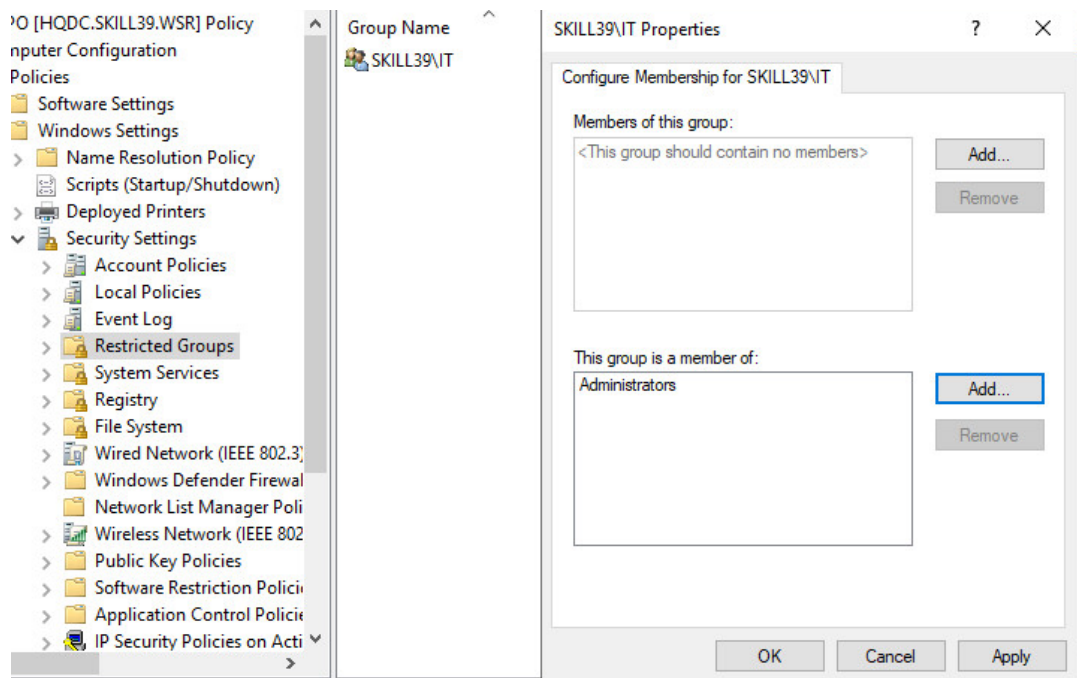 PO [HQDC.SKILL39.WSR] Policy
mputer Configuration
Policies
Software Settings
Windows Settings
Name Resolution Policy
Scripts (Startup/Shutdown)
Deployed Printers
Security Settings
Account Policies
Local Policies
Event Log
Restricted Groups
System Services
Registry
File System
Wired Network (IEEE 802.3)
Windows Defender Firewal
Network List Manager Poli
Wireless Network (IEEE 802
Public Key Policies
Software Restriction Polici
Application Control Policie
IP Security Policies on Acti
Group Name
SKILL39\IT
SKILL39\IT Properties
Configure Membership for SKILL39\IT
Members of this group:
<This group should contain no members>
Add...
Remove
This group is a member of:
Administrators
Add...
Remove
OK
Cancel
Apply